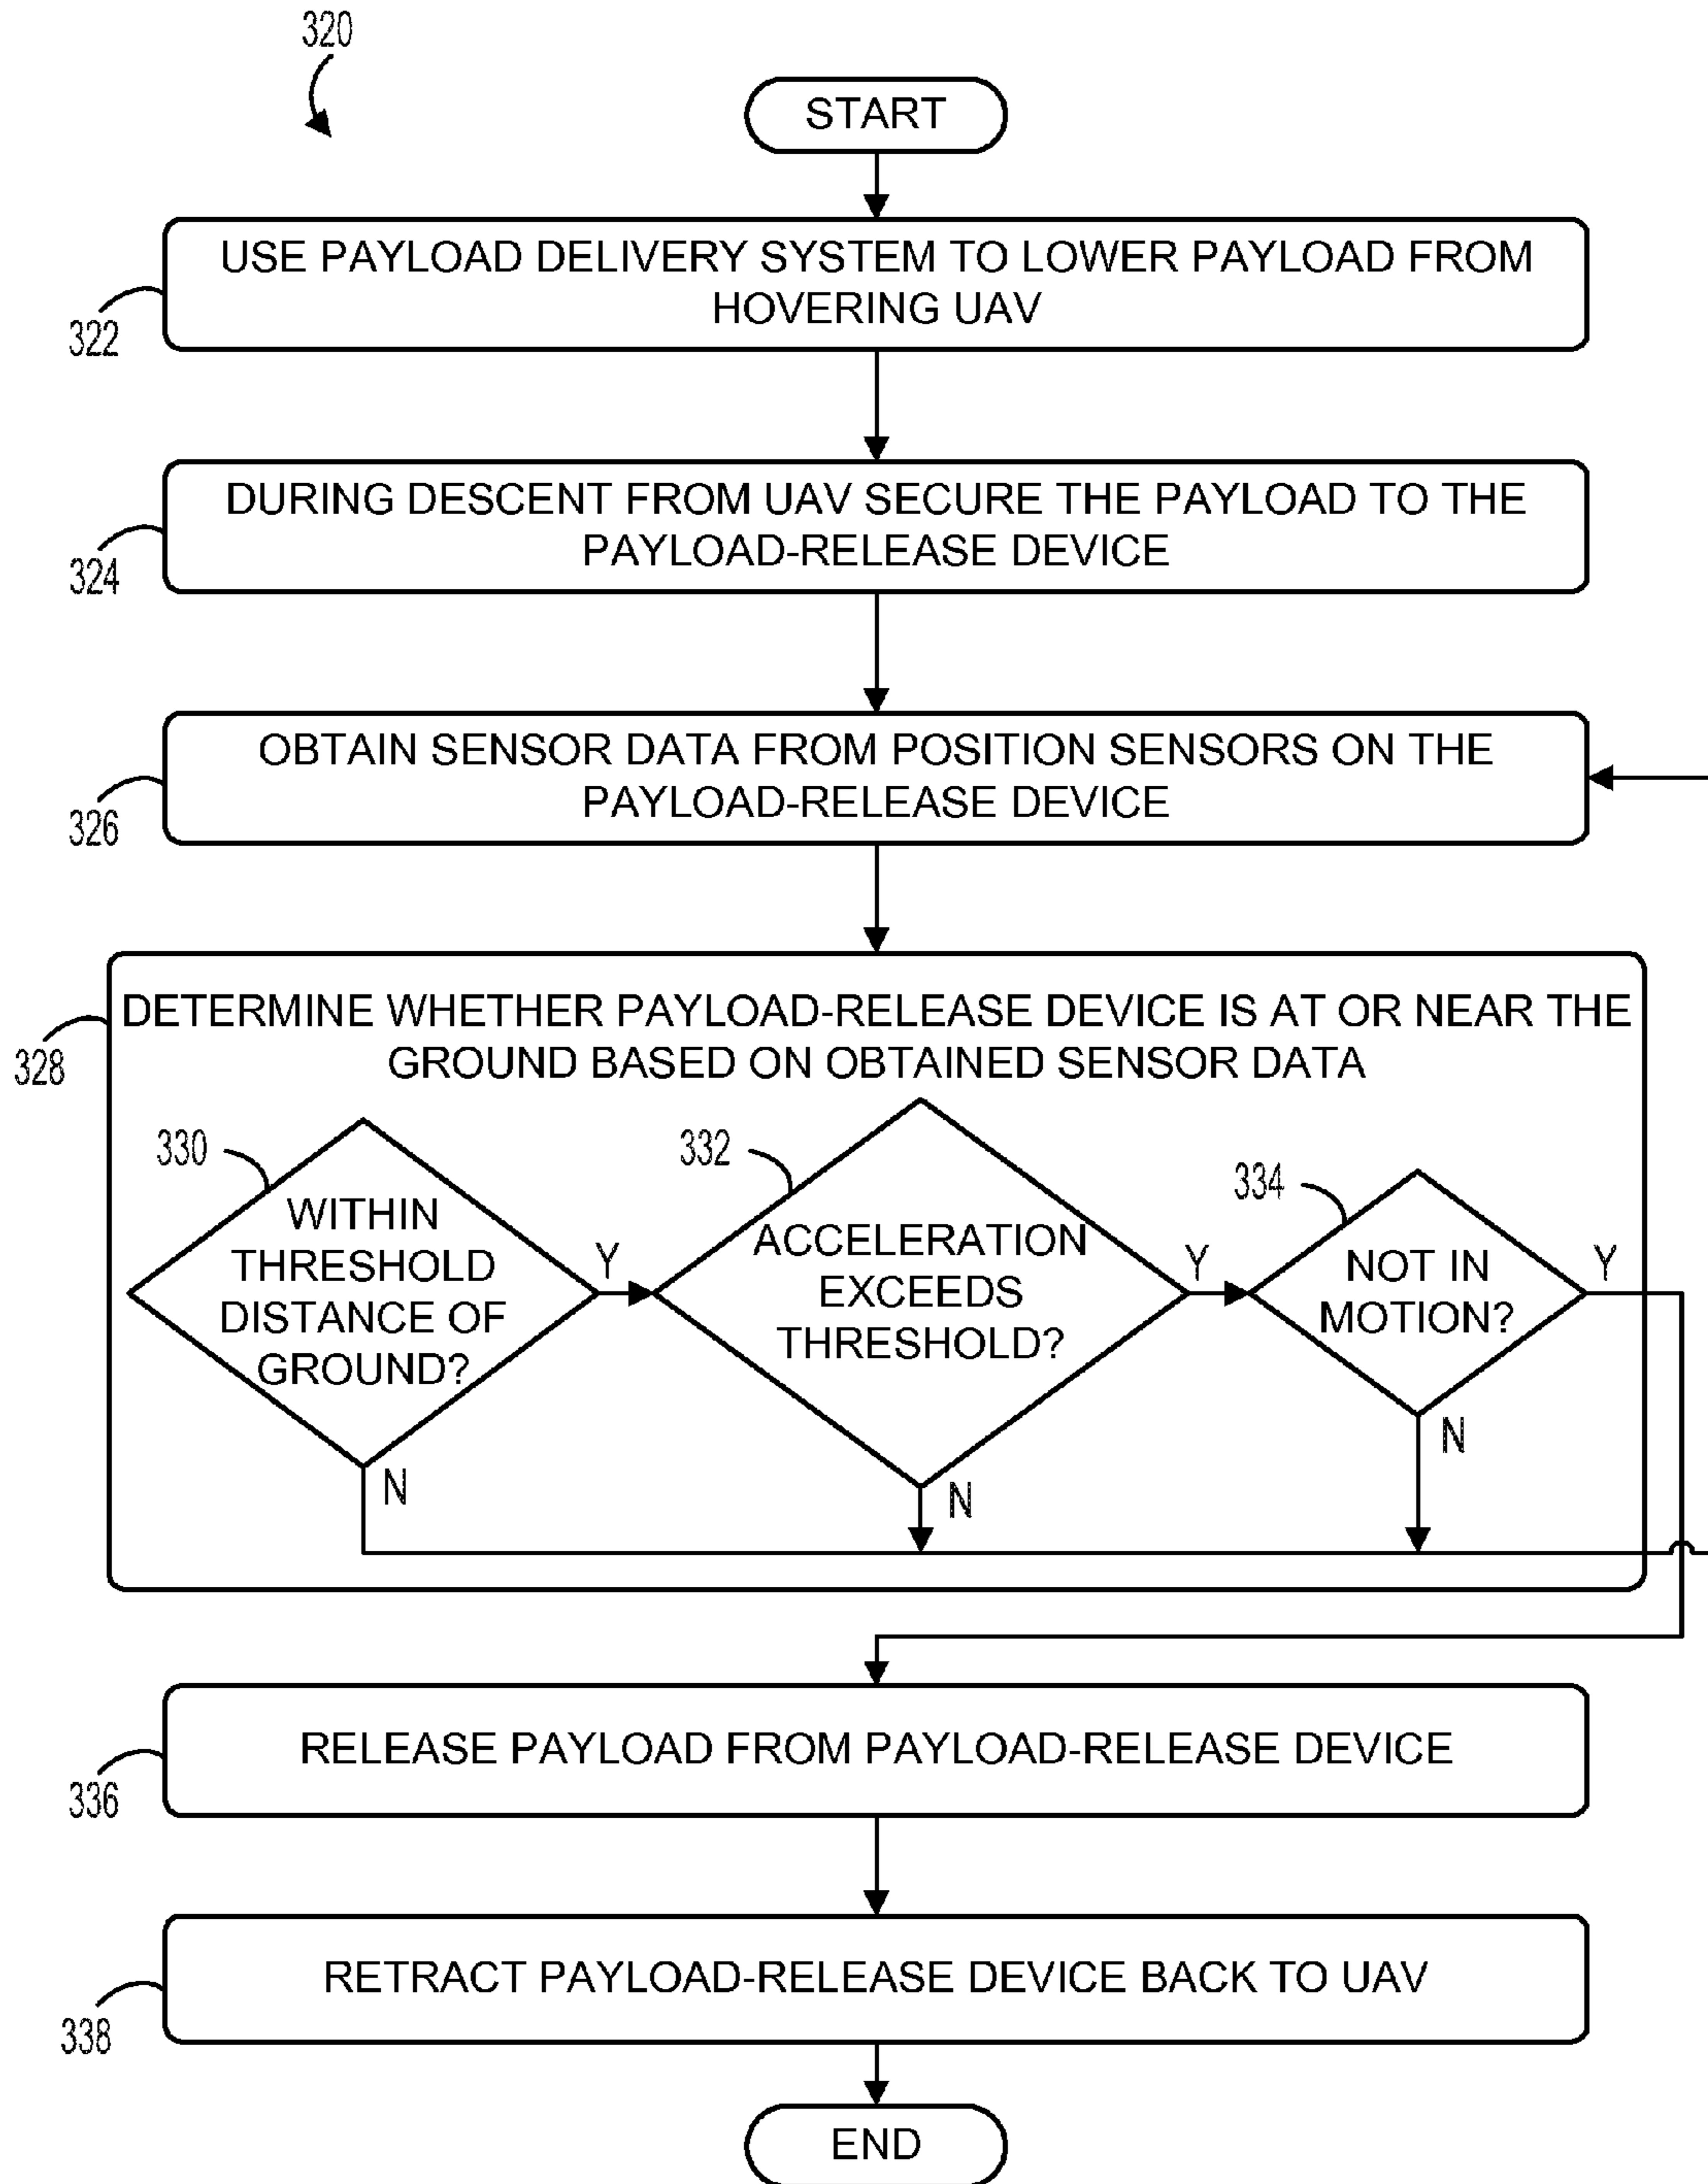 320
START
USE PAYLOAD DELIVERY SYSTEM TO LOWER PAYLOAD FROM
HOVERING UAV
322
DURING DESCENT FROM UAV SECURE THE PAYLOAD TO THE
PAYLOAD-RELEASE DEVICE
324
OBTAIN SENSOR DATA FROM POSITION SENSORS ON THE
PAYLOAD-RELEASE DEVICE
326
DETERMINE WHETHER PAYLOAD-RELEASE DEVICE IS AT OR NEAR THE
GROUND BASED ON OBTAINED SENSOR DATA
328
330
WITHIN
THRESHOLD
DISTANCE OF
GROUND?
Y
N
332
ACCELERATION
EXCEEDS
THRESHOLD?
Y
N
334
NOT IN
MOTION?
Y
N
RELEASE PAYLOAD FROM PAYLOAD-RELEASE DEVICE
336
RETRACT PAYLOAD-RELEASE DEVICE BACK TO UAV
338
END